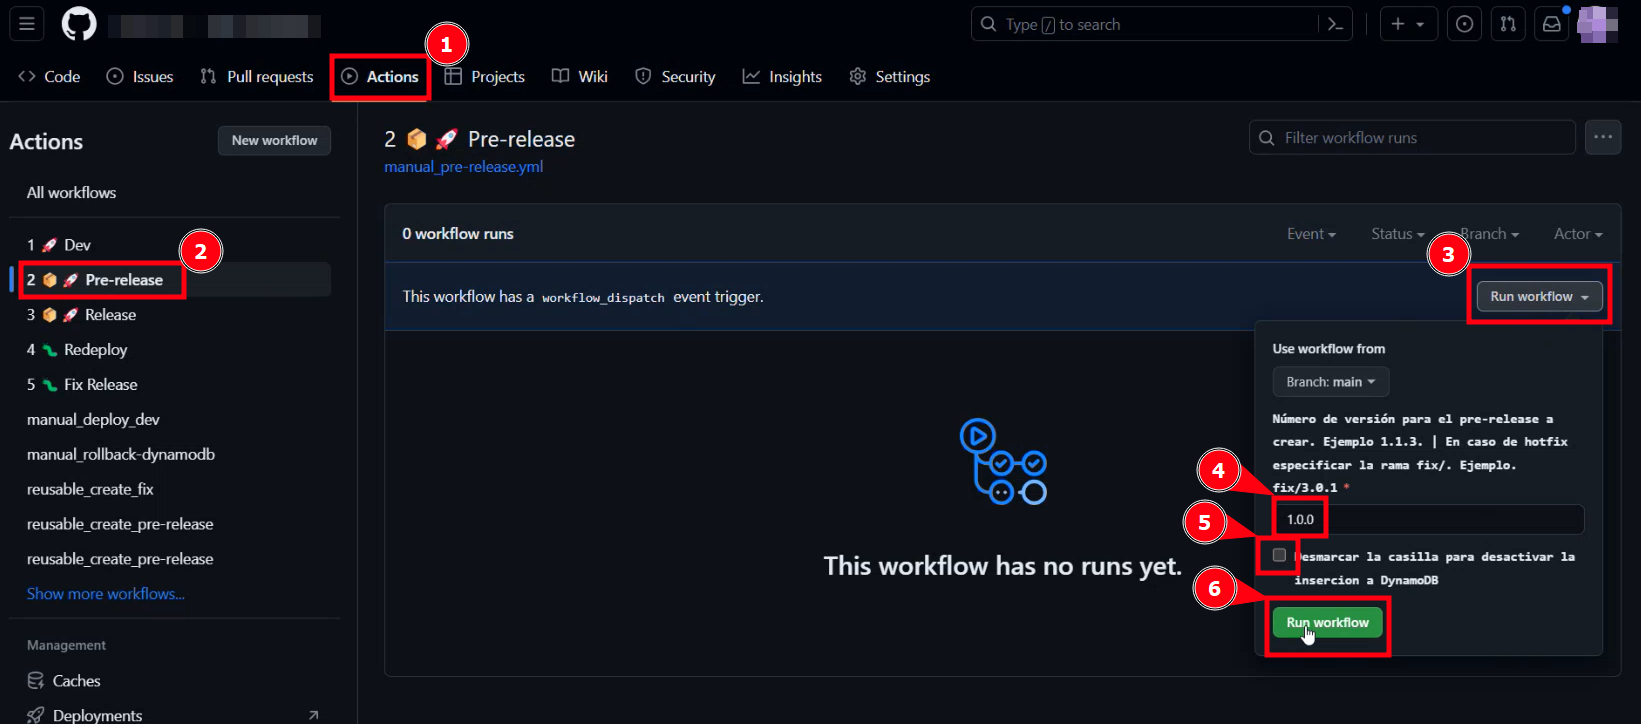 Type / to search
1
Code
Issues
Pull requests
Actions
Projects
Wiki
Security
Insights
Settings
Actions
New workflow
All workflows
1 🚀 Dev
2
2 📦 🚀 Pre-release
3 📦 🚀 Release
4 🐛 Redeploy
5 🐛 Fix Release
manual_deploy_dev
manual_rollback-dynamodb
reusable_create_fix
reusable_create_pre-release
reusable_create_pre-release
Show more workflows...
Management
Caches
Deployments
2 📦 🚀 Pre-release
manual_pre-release.yml
Filter workflow runs
0 workflow runs
Event
Status
Branch
Actor
3
This workflow has a workflow_dispatch event trigger.
Run workflow
Use workflow from
Branch: main
Número de versión para el pre-release a
crear. Ejemplo 1.1.3. | En caso de hotfix
especificar la rama fix/. Ejemplo.
fix/3.0.1 *
4
1.0.0
5
Desmarcar la casilla para desactivar la
insercion a DynamoDB
6
Run workflow
This workflow has no runs yet.